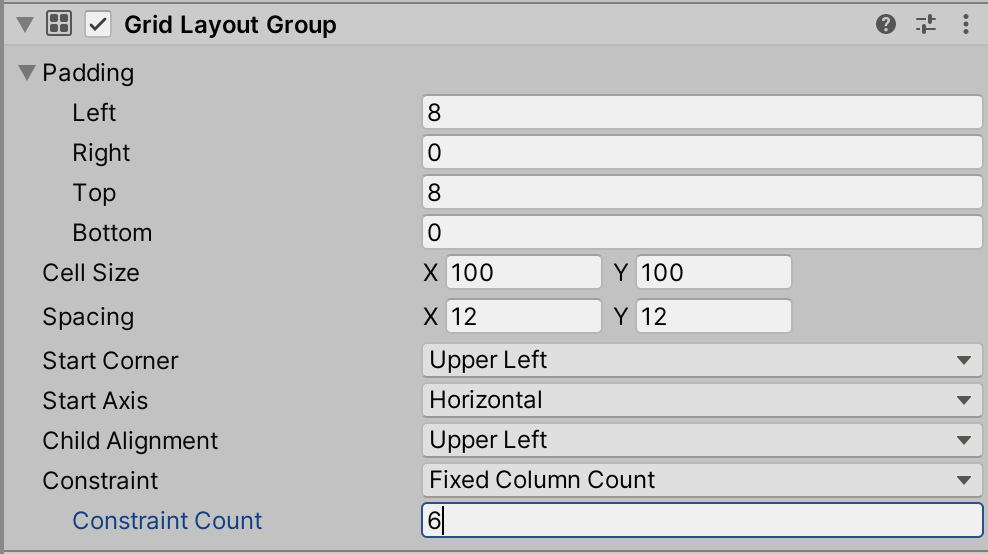 Grid Layout Group
Padding
Left 8
Right 0
Top 8
Bottom 0
Cell Size X 100 Y 100
Spacing X 12 Y 12
Start Corner Upper Left
Start Axis Horizontal
Child Alignment Upper Left
Constraint Fixed Column Count
Constraint Count 6